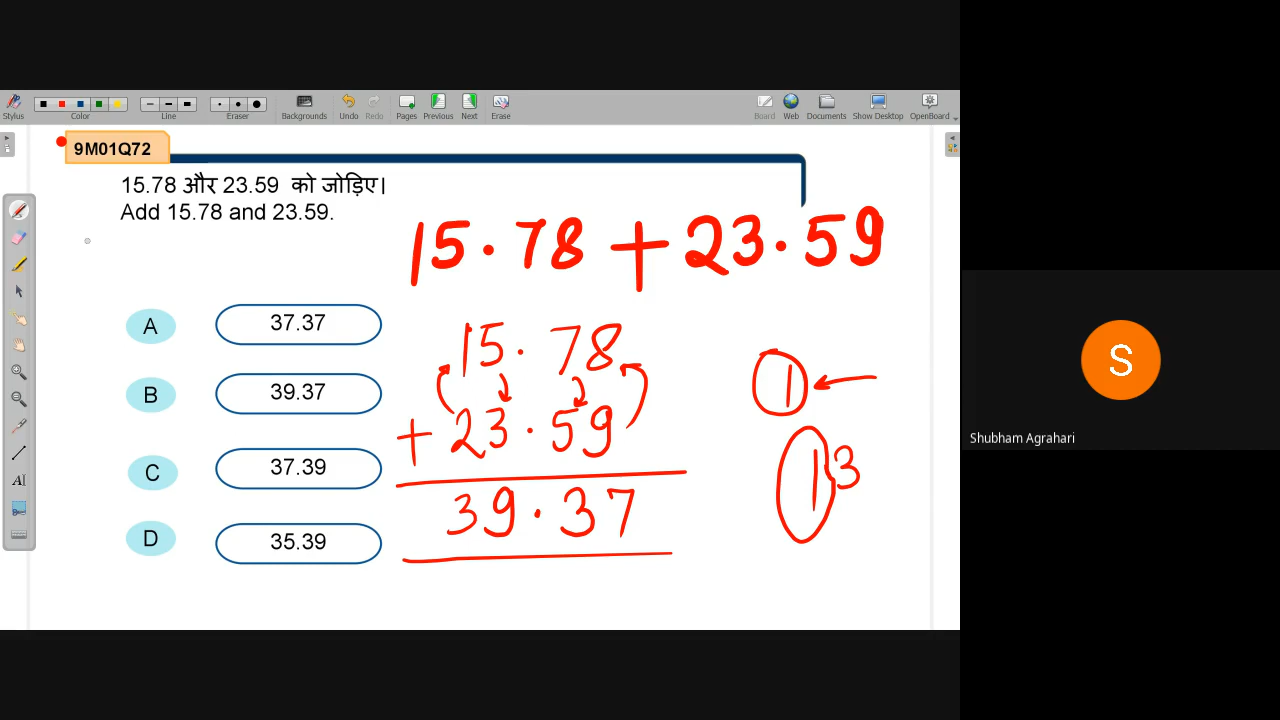 Stylus Color Line Eraser Backgrounds Undo Redo Pages Previous Next Erase Board Web Documents Show Desktop OpenBoard
9M01Q72
15.78 और 23.59 को जोड़िए।
Add 15.78 and 23.59.
15.78 + 23.59
A 37.37
B 39.37
C 37.39
D 35.39
15.78
+ 23.59
39.37
1
13
S
Shubham Agrahari